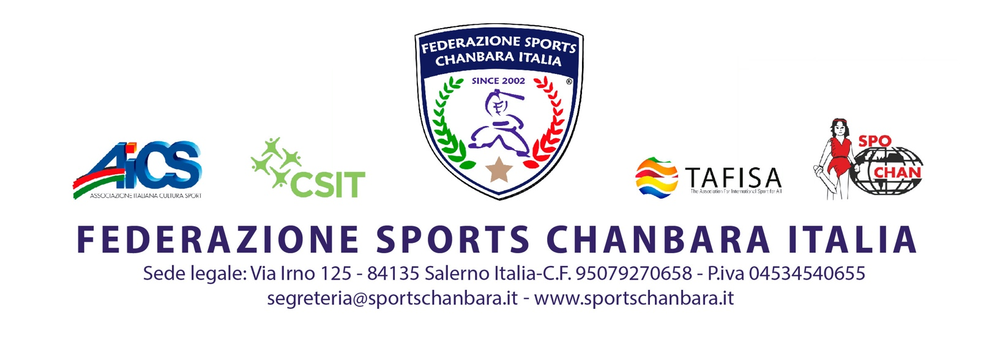 FEDERAZIONE SPORTS
CHANBARA ITALIA
SINCE 2002
®
AiCS
ASSOCIAZIONE ITALIANA CULTURA SPORT
CSIT
TAFISA
The Association For International Sport for All
SPO
CHAN
FEDERAZIONE SPORTS CHANBARA ITALIA
Sede legale: Via Irno 125 - 84135 Salerno Italia-C.F. 95079270658 - P.iva 04534540655
segreteria@sportschanbara.it - www.sportschanbara.it